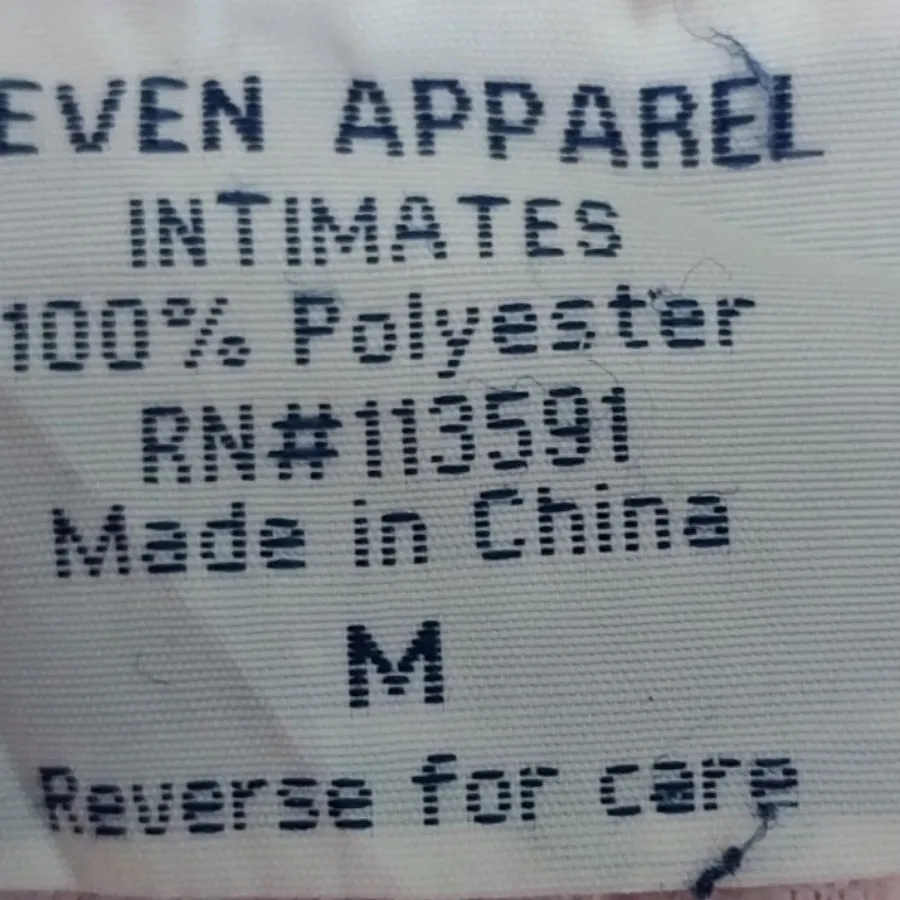 EVEN APPAREL
INTIMATES
100% Polyester
RN#113591
Made in China
M
Reverse for care